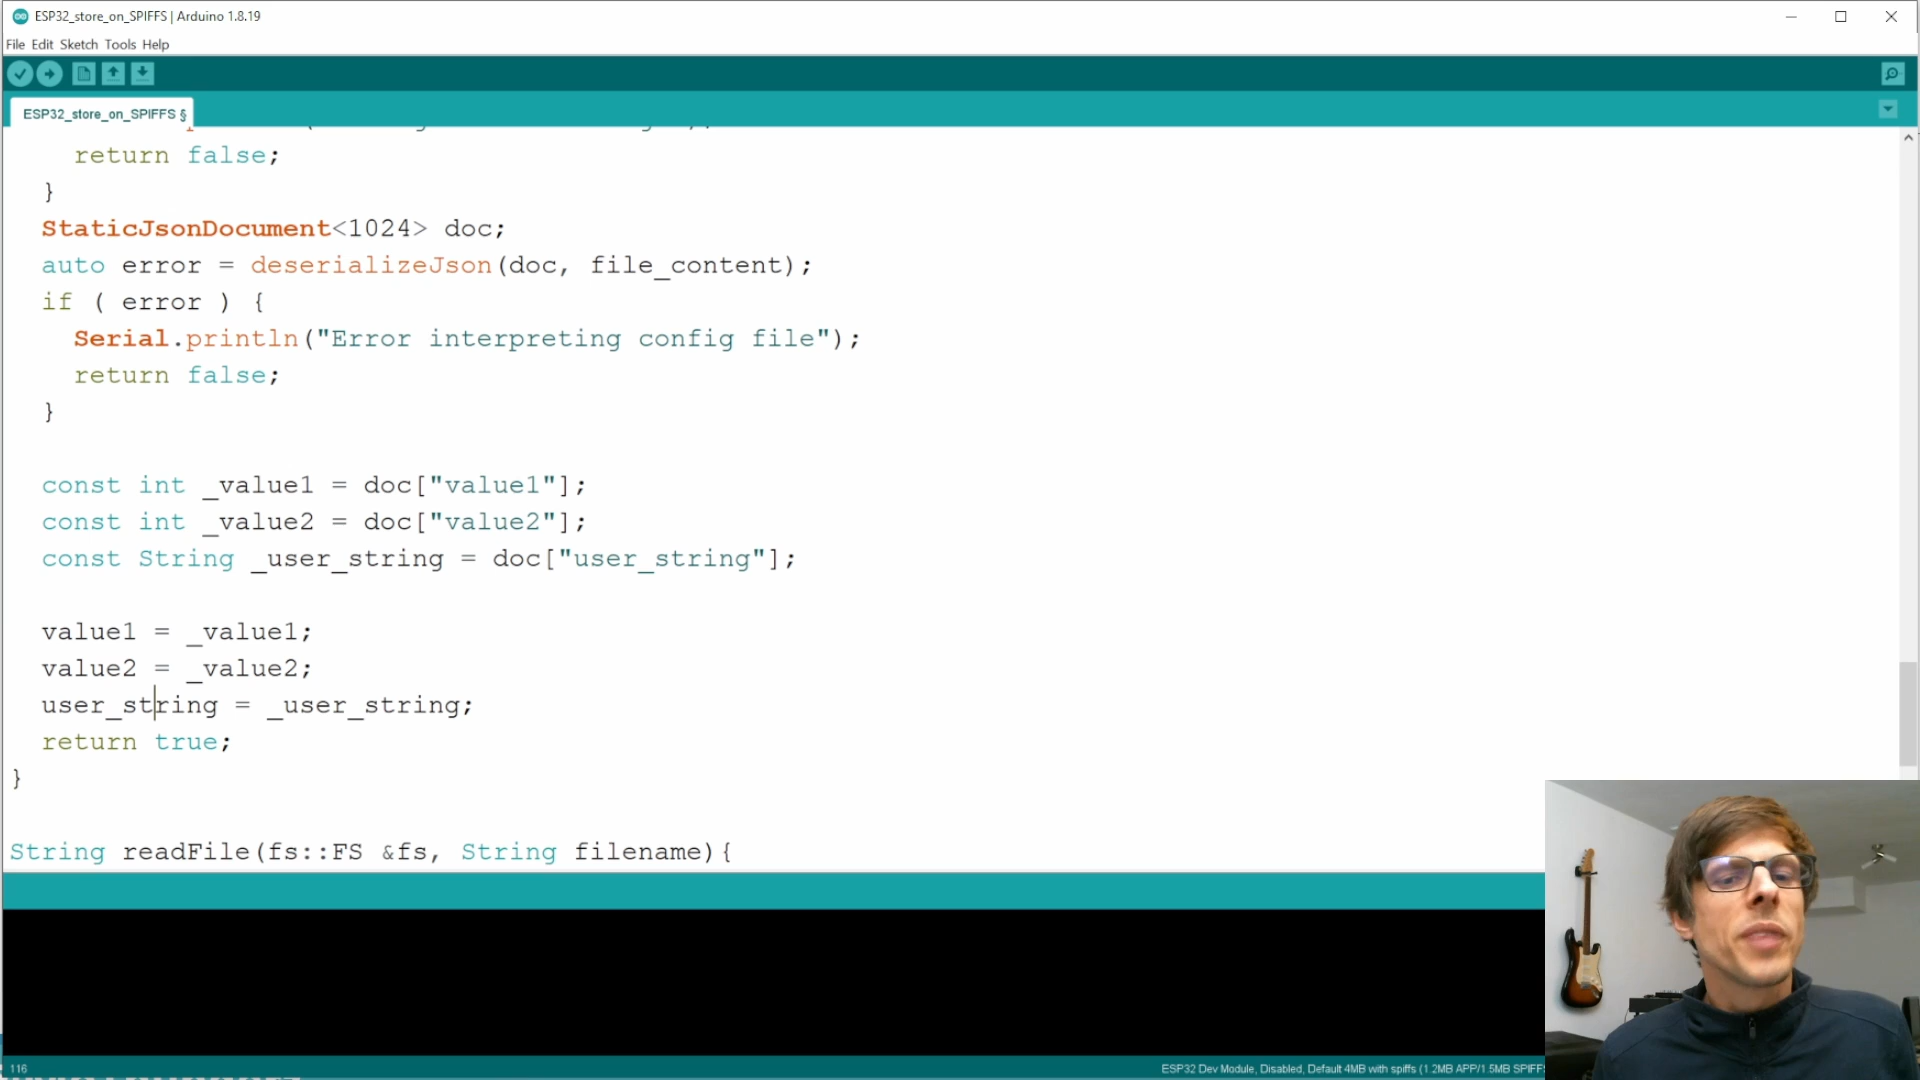 ESP32_store_on_SPIFFS | Arduino 1.8.19
File Edit Sketch Tools Help
ESP32_store_on_SPIFFS §
return false;
}
StaticJsonDocument<1024> doc;
auto error = deserializeJson(doc, file_content);
if ( error ) {
Serial.println("Error interpreting config file");
return false;
}
const int _value1 = doc["value1"];
const int _value2 = doc["value2"];
const String _user_string = doc["user_string"];
value1 = _value1;
value2 = _value2;
user_string = _user_string;
return true;
}
String readFile(fs::FS &fs, String filename){
116
ESP32 Dev Module, Disabled, Default 4MB with spiffs (1.2MB APP/1.5MB SPIFF